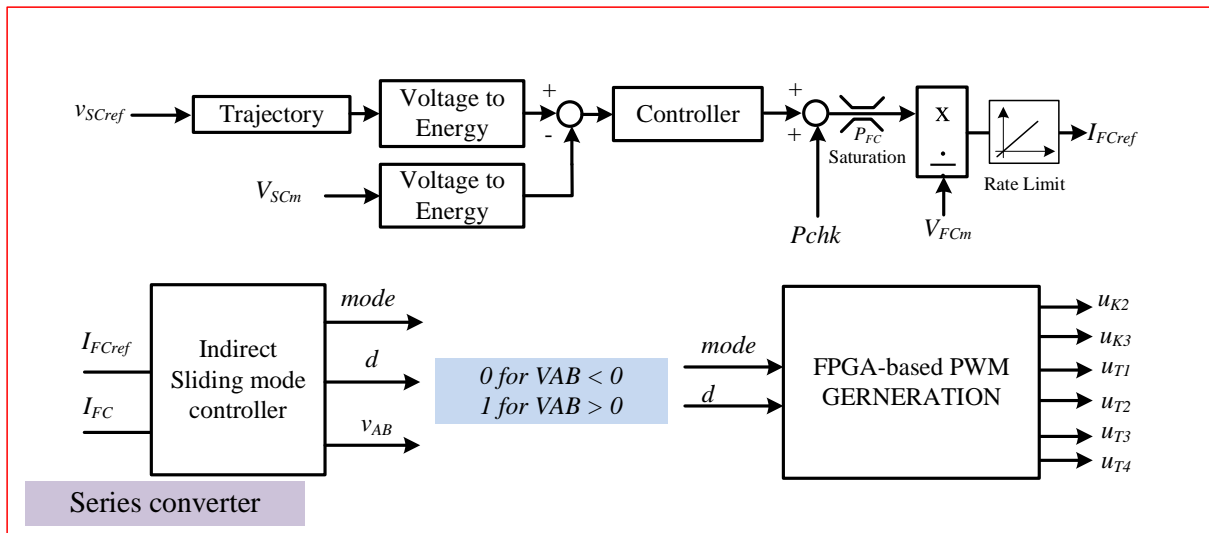 v_SCref
Trajectory
Voltage to
Energy
+
-
Controller
+
+
P_FC
Saturation
x
÷
Rate Limit
I_FCref
V_SCm
Voltage to
Energy
Pchk
V_FCm
I_FCref
I_FC
Indirect
Sliding mode
controller
mode
d
v_AB
0 for VAB < 0
1 for VAB > 0
mode
d
FPGA-based PWM
GERNERATION
u_K2
u_K3
u_T1
u_T2
u_T3
u_T4
Series converter